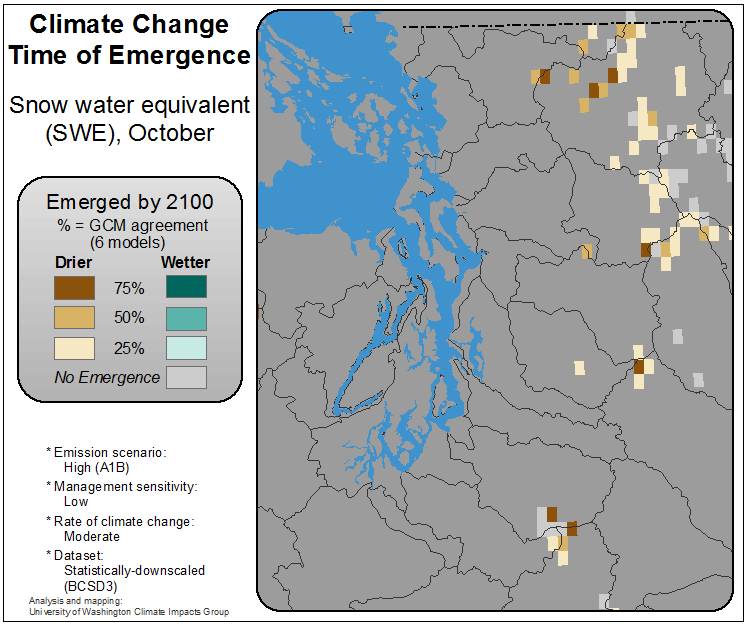 Climate Change
Time of Emergence
Snow water equivalent
(SWE), October
Emerged by 2100
% = GCM agreement
(6 models)
Drier Wetter
75%
50%
25%
No Emergence
* Emission scenario:
High (A1B)
* Management sensitivity:
Low
* Rate of climate change:
Moderate
* Dataset:
Statistically-downscaled
(BCSD3)
Analysis and mapping:
University of Washington Climate Impacts Group